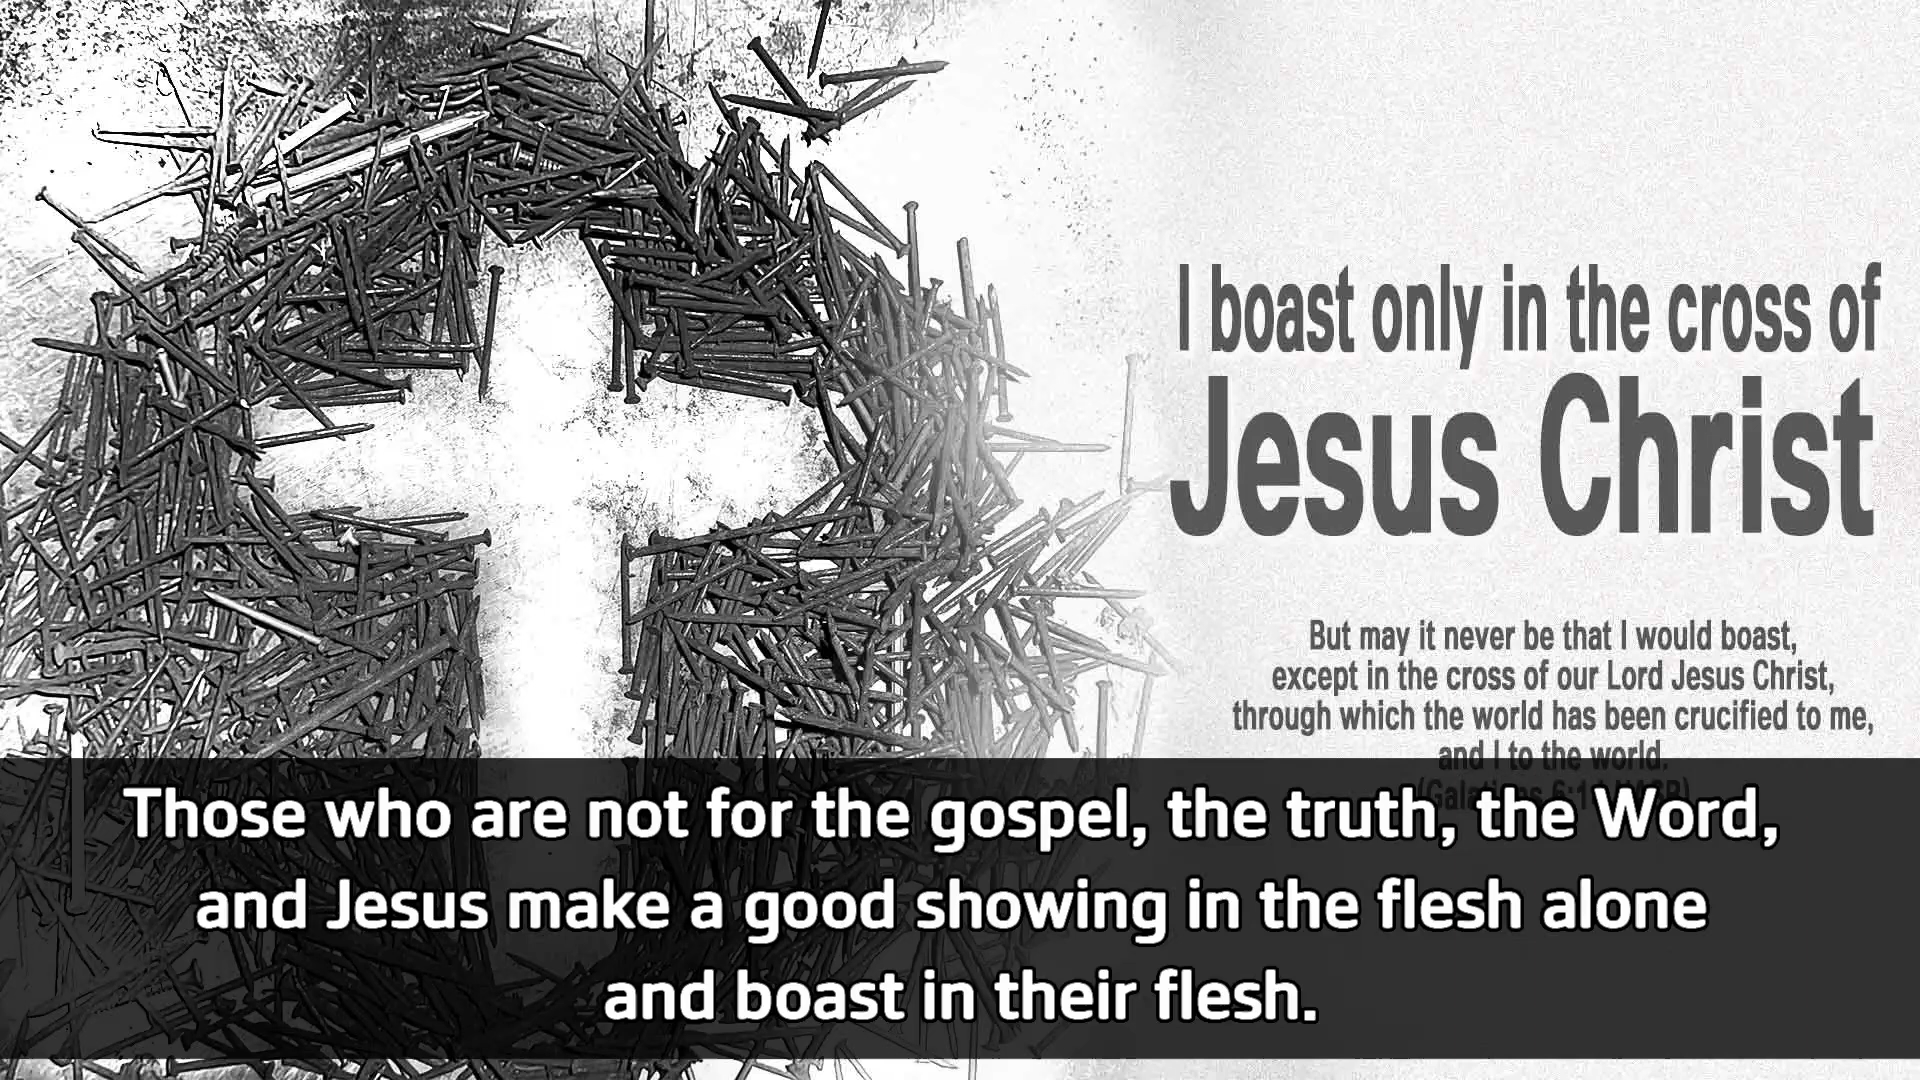 I boast only in the cross of
Jesus Christ
But may it never be that I would boast,
except in the cross of our Lord Jesus Christ,
through which the world has been crucified to me,
and I to the world.
Those who are not for the gospel, the truth, the Word,
and Jesus make a good showing in the flesh alone
and boast in their flesh.